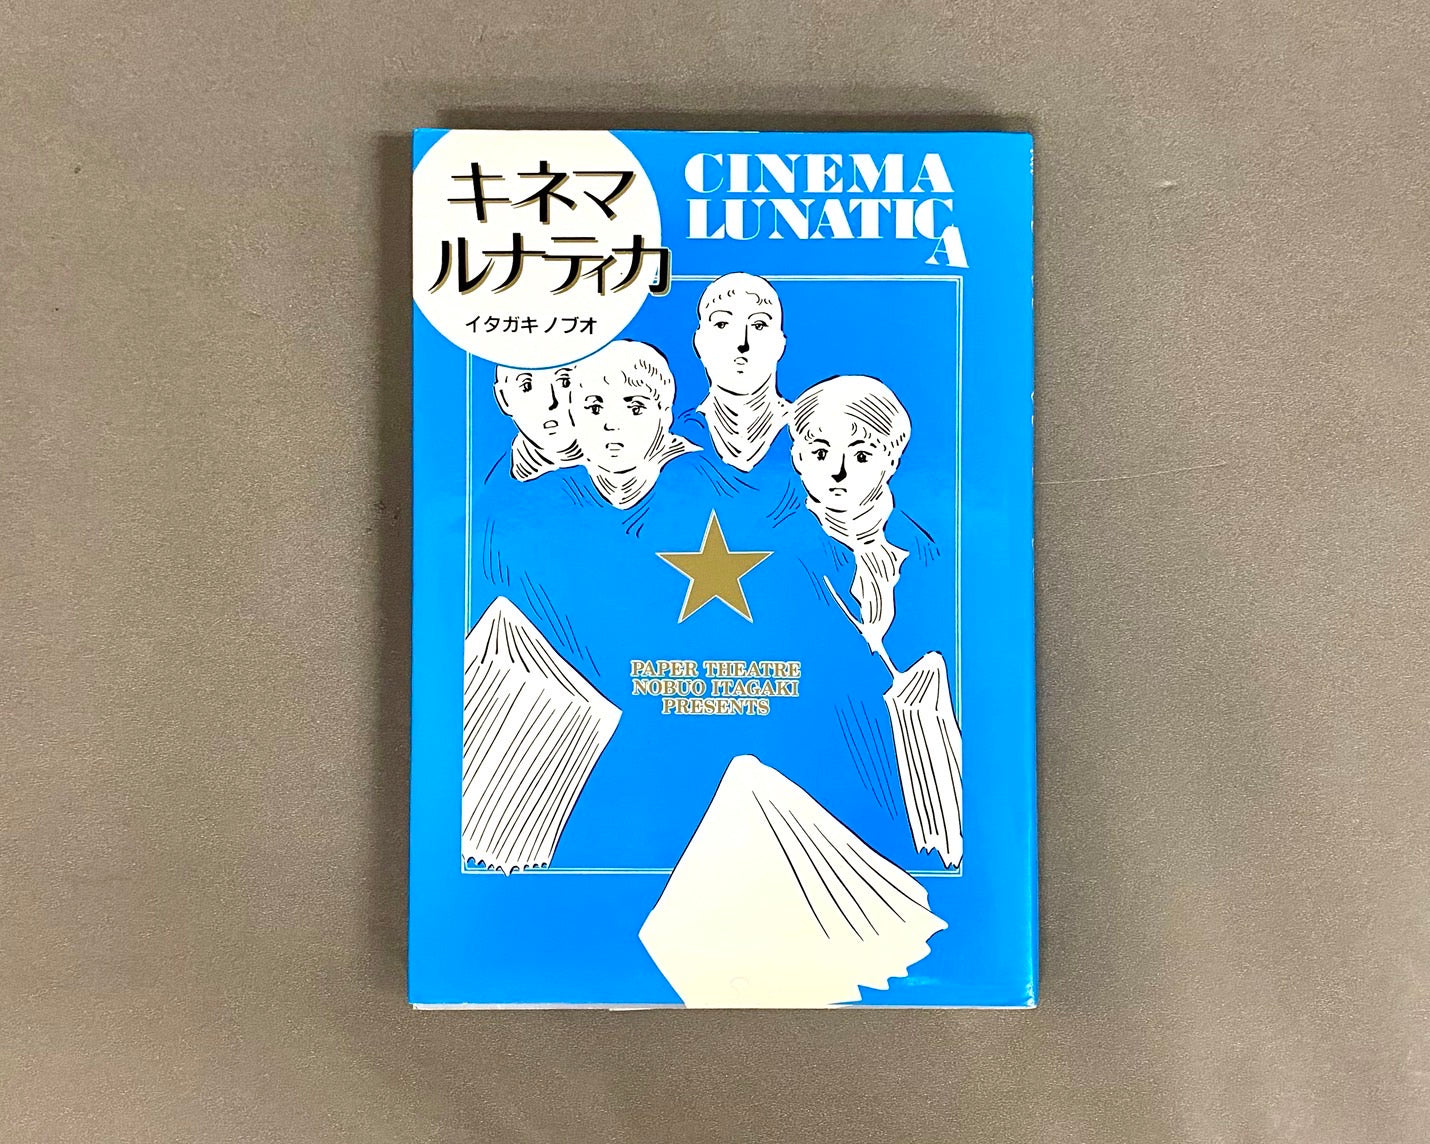 キネマ
ルナティカ
イタガキノブオ
CINEMA
LUNATICA
PAPER THEATRE
NOBUO ITAGAKI
PRESENTS